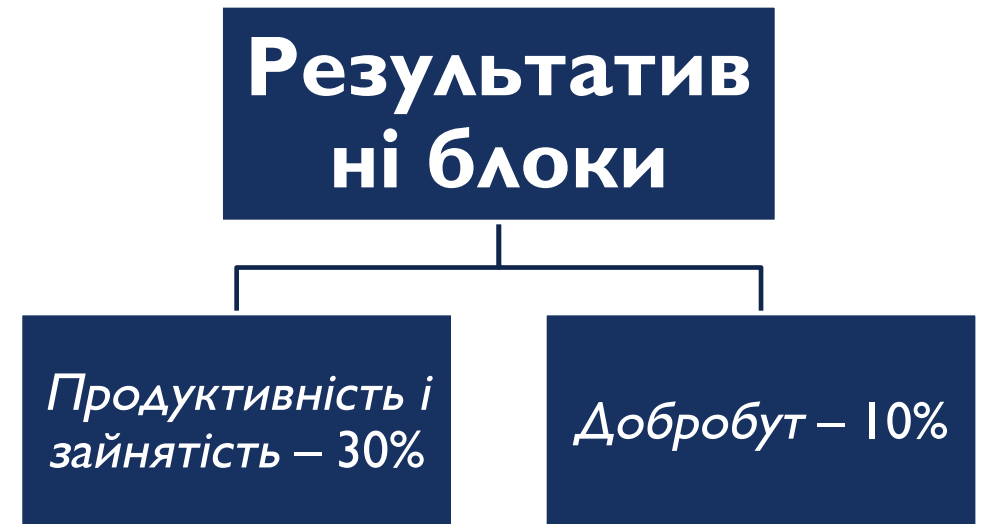 Результатив
ні блоки
Продуктивність і
зайнятість – 30%
Добробут – 10%